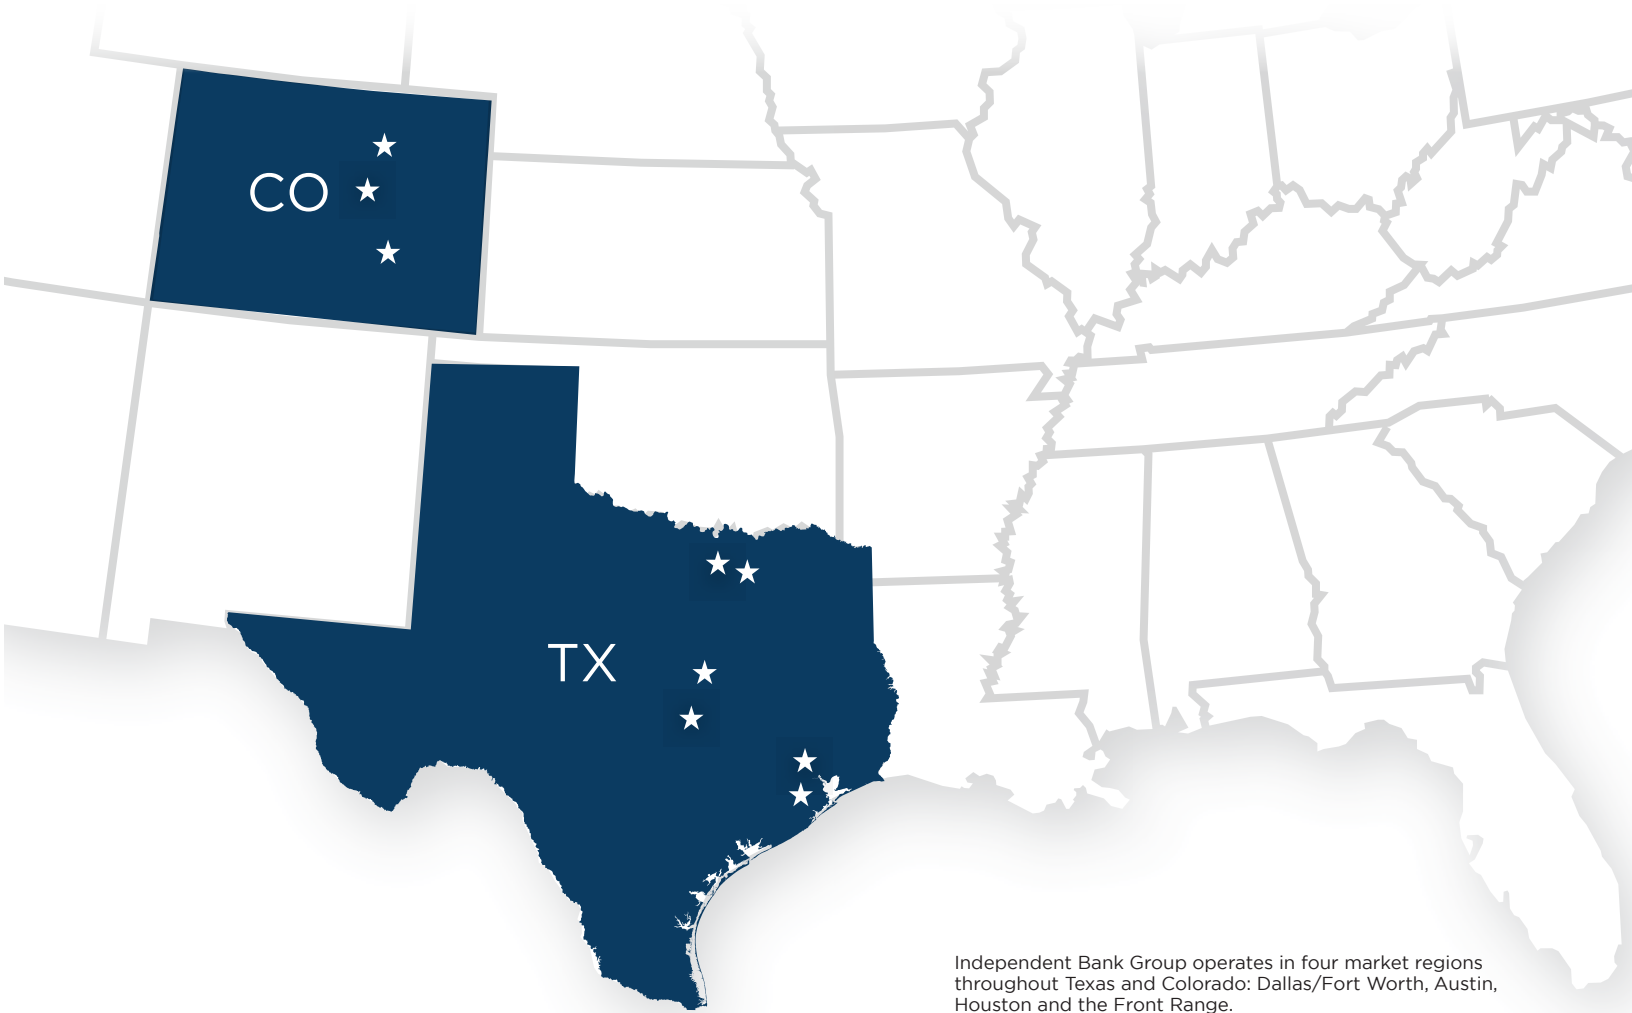 CO
TX
Independent Bank Group operates in four market regions
throughout Texas and Colorado: Dallas/Fort Worth, Austin,
Houston and the Front Range.